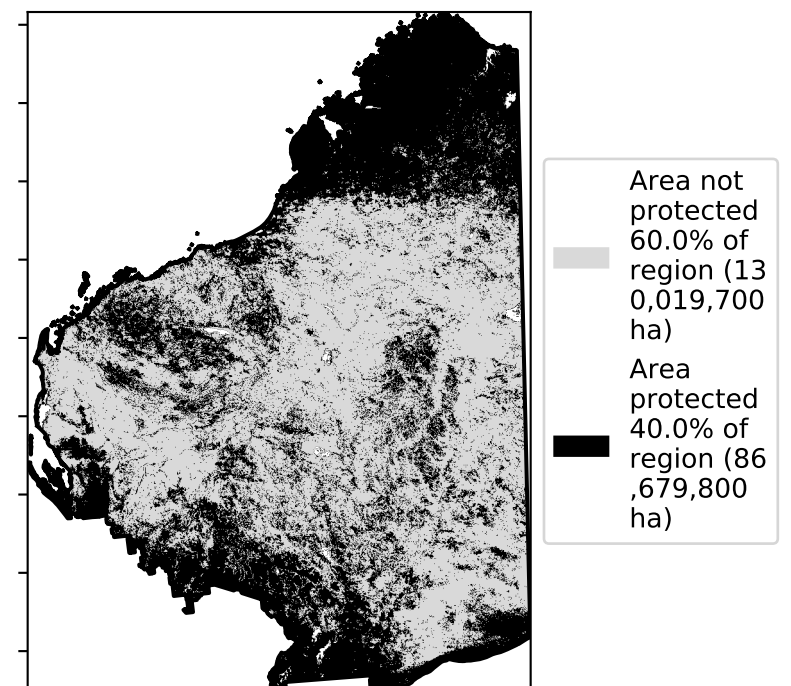 Area not
protected
60.0% of
region (13
0,019,700
ha)
Area
protected
40.0% of
region (86
,679,800
ha)